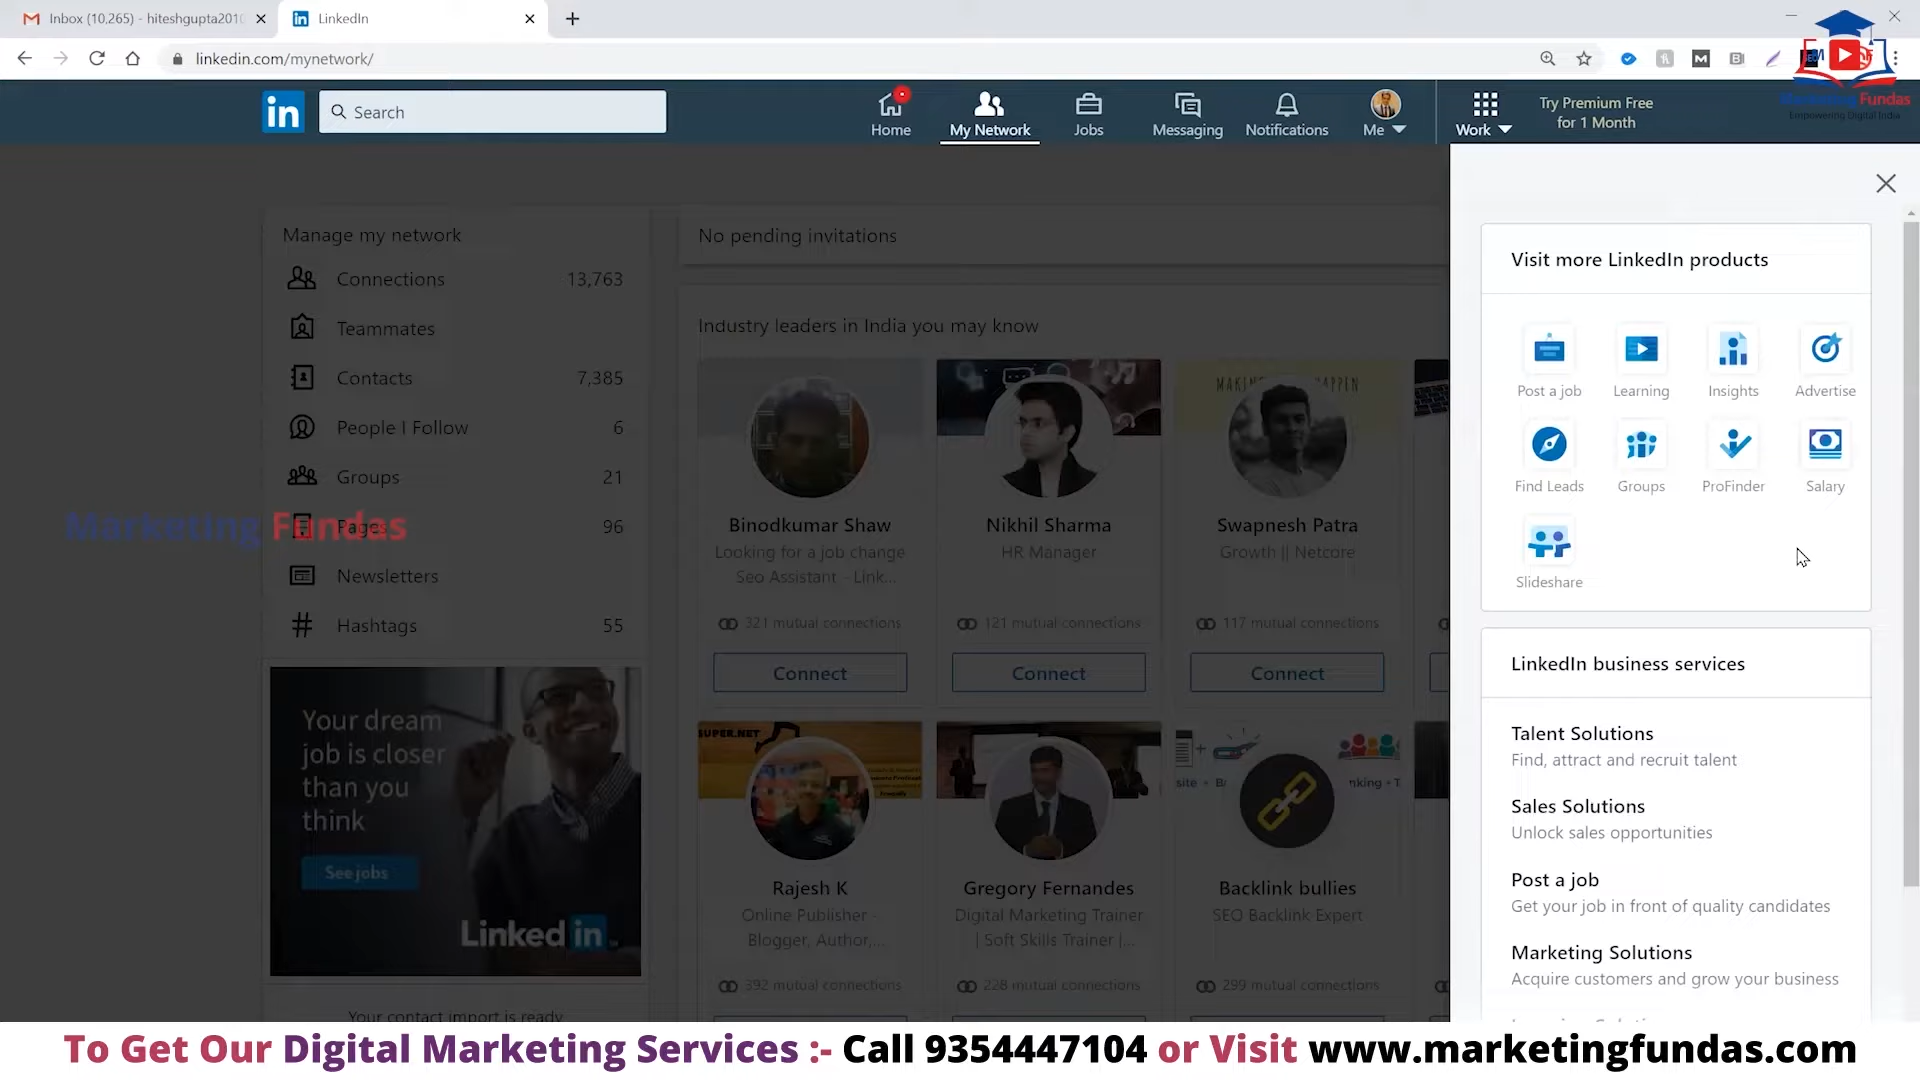 Inbox (10,265) - hiteshgupta201
LinkedIn
linkedin.com/mynetwork/
in
Search
Home
My Network
Jobs
Messaging
Notifications
Me
Work
Try Premium Free
for 1 Month
Marketing Fundas
Empowering Digital India
Manage my network
Connections 13,763
Teammates
Contacts 7,385
People I Follow 6
Groups 21
Pages 96
Newsletters
Hashtags 55
Marketing Fundas
Your dream
job is closer
than you
think
See jobs
Linked in
Your contact import is ready
No pending invitations
Industry leaders in India you may know
Binodkumar Shaw
Looking for a job change
Seo Assistant - Link...
321 mutual connections
Connect
Nikhil Sharma
HR Manager
121 mutual connections
Connect
Swapnesh Patra
Growth || Netcore
117 mutual connections
Connect
SUPER.NET
Rajesh K
Online Publisher -
Blogger, Author,...
392 mutual connections
Gregory Fernandes
Digital Marketing Trainer
| Soft Skills Trainer |...
228 mutual connections
Backlink bullies
SEO Backlink Expert
299 mutual connections
Visit more LinkedIn products
Post a job
Learning
Insights
Advertise
Find Leads
Groups
ProFinder
Salary
Slideshare
LinkedIn business services
Talent Solutions
Find, attract and recruit talent
Sales Solutions
Unlock sales opportunities
Post a job
Get your job in front of quality candidates
Marketing Solutions
Acquire customers and grow your business
To Get Our Digital Marketing Services :- Call 9354447104 or Visit www.marketingfundas.com